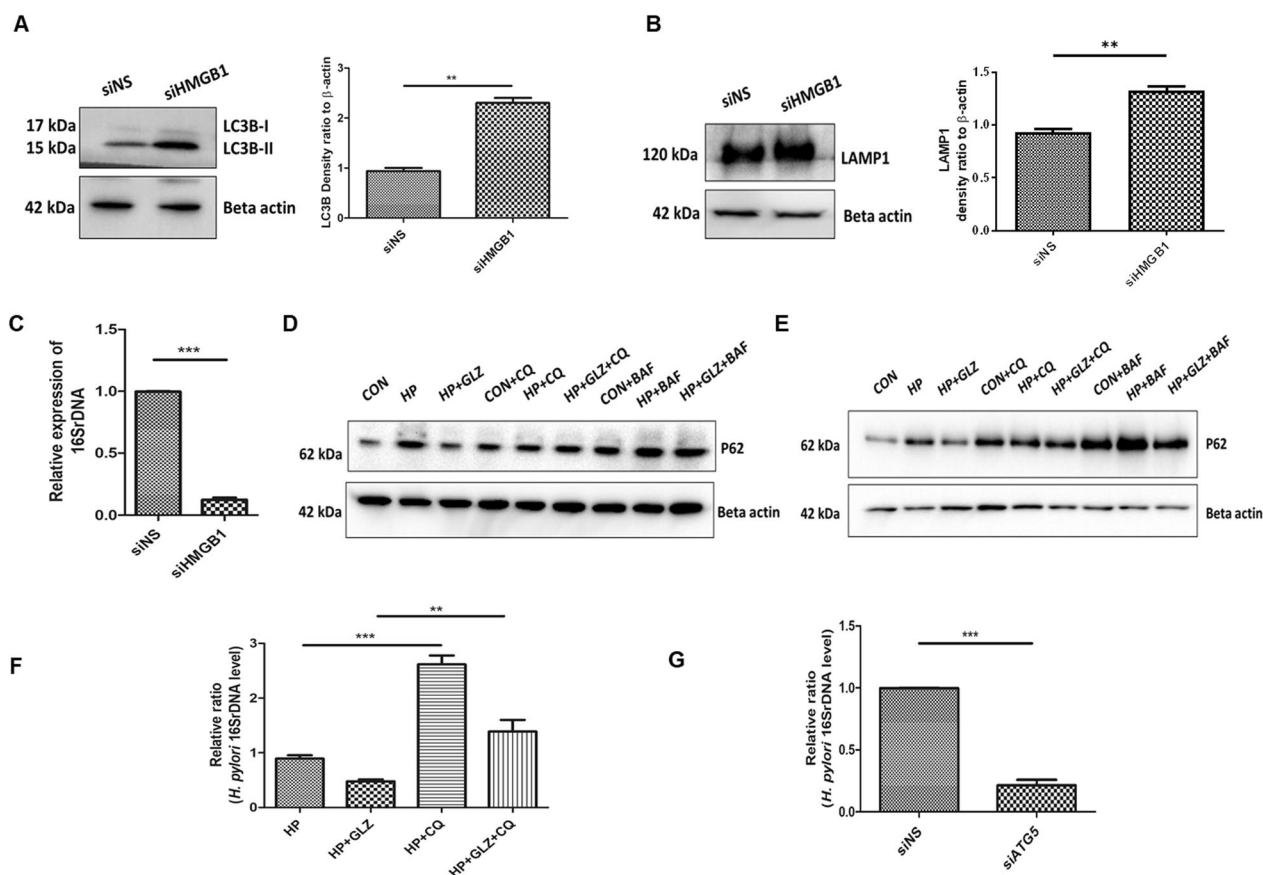 A
siNS
siHMGB1
17 kDa
LC3B-I
15 kDa
LC3B-II
42 kDa
Beta actin
LC3B Density ratio to β-actin
3
2
1
0
**
siNS
siHMGB1
B
siNS
siHMGB1
120 kDa
LAMP1
42 kDa
Beta actin
LAMP1
density ratio to β-actin
1.5
1.0
0.5
0.0
**
siNS
siHMG B1
C
Relative expression of
16SrDNA
1.5
1.0
0.5
0.0
***
siNS
siHMGB1
D
CON
HP
HP+GLZ
CON+CQ
HP+CQ
HP+GLZ+CQ
CON+BAF
HP+BAF
HP+GLZ+BAF
62 kDa
P62
42 kDa
Beta actin
E
CON
HP
HP+GLZ
CON+CQ
HP+CQ
HP+GLZ+CQ
CON+BAF
HP+BAF
HP+GLZ+BAF
62 kDa
P62
42 kDa
Beta actin
F
Relative ratio
(H. pylori 16SrDNA level)
3
2
1
0
***
**
HP
HP+GLZ
HP+CQ
HP+GLZ+CQ
G
Relative ratio
(H. pylori 16SrDNA level)
1.5
1.0
0.5
0.0
***
siNS
siATG5